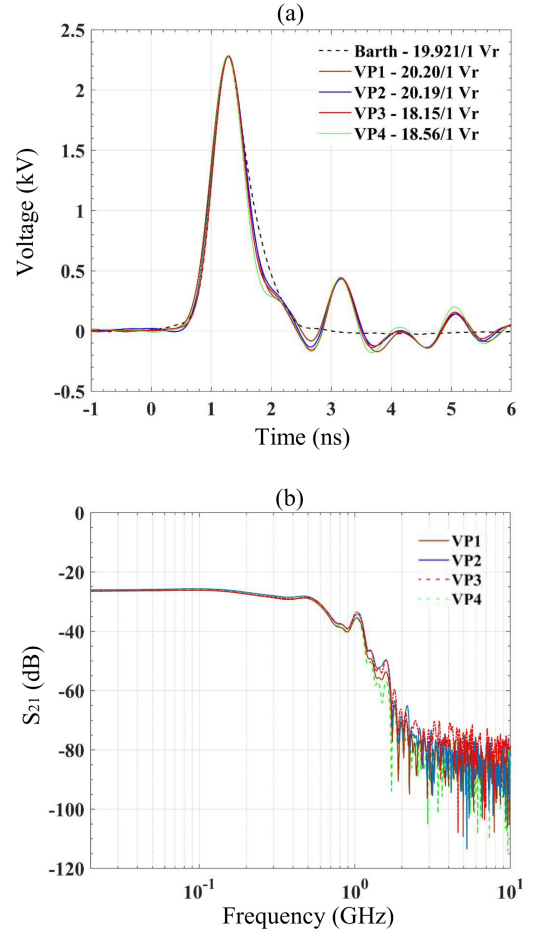 (a)
2.5
2
1.5
1
0.5
0
-0.5
Voltage (kV)
Barth - 19.921/1 Vr
VP1 - 20.20/1 Vr
VP2 - 20.19/1 Vr
VP3 - 18.15/1 Vr
VP4 - 18.56/1 Vr
-1 0 1 2 3 4 5 6
Time (ns)
(b)
0
-20
-40
-60
-80
-100
-120
S21 (dB)
VP1
VP2
VP3
VP4
10-1 100 101
Frequency (GHz)